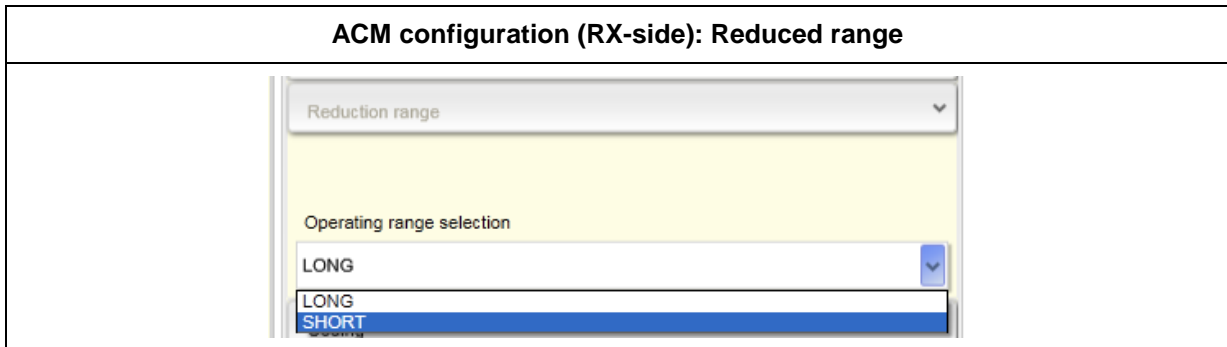 ACM configuration (RX-side): Reduced range
Reduction range
Operating range selection
LONG
LONG
SHORT